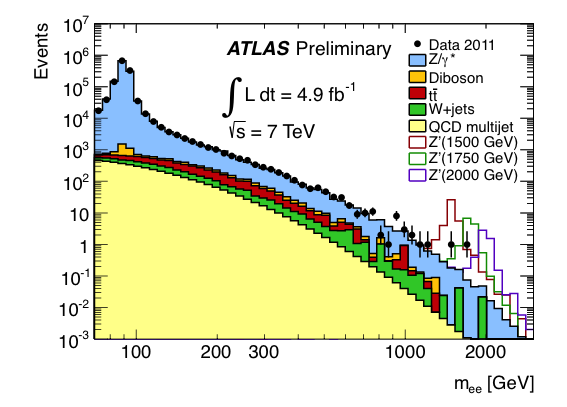 Events
10⁷
10⁶
10⁵
10⁴
10³
10²
10
1
10⁻¹
10⁻²
10⁻³
ATLAS Preliminary
∫ L dt = 4.9 fb⁻¹
√s = 7 TeV
Data 2011
Z/γ*
Diboson
tt̄
W+jets
QCD multijet
Z'(1500 GeV)
Z'(1750 GeV)
Z'(2000 GeV)
100 200 300 1000 2000
mₑₑ [GeV]